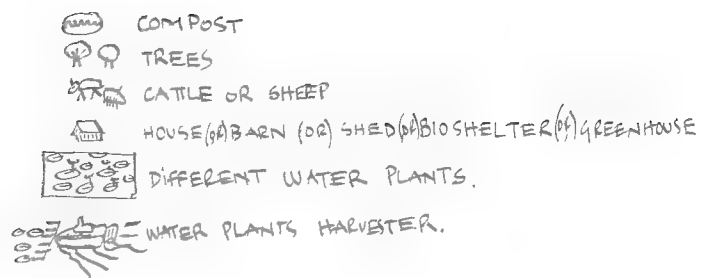 COMPOST
TREES
CATTLE OR SHEEP
HOUSE (OR) BARN (OR) SHED (OR) BIOSHELTER (OR) GREENHOUSE
DIFFERENT WATER PLANTS.
WATER PLANTS HARVESTER.